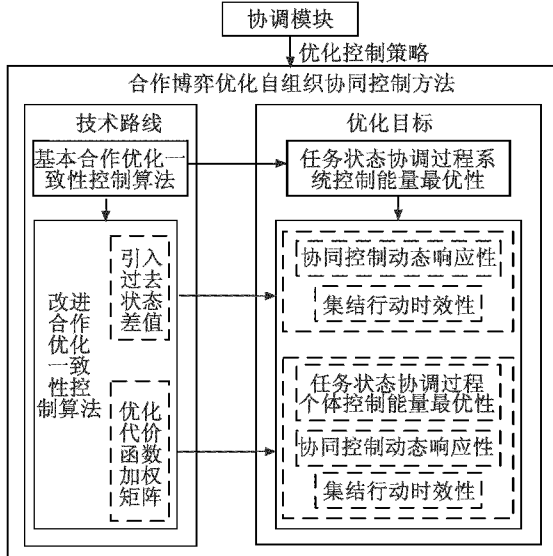 协调模块
优化控制策略
合作博弈优化自组织协同控制方法
技术路线
基本合作优化一
致性控制算法
改进
合作
优化
一致
性控
制算法
引入
过去
状态
差值
优化
代价
函数
加权
矩阵
优化目标
任务状态协调过程系
统控制能量最优性
协同控制动态响应性
集结行动时效性
任务状态协调过程
个体控制能量最优性
协同控制动态响应性
集结行动时效性